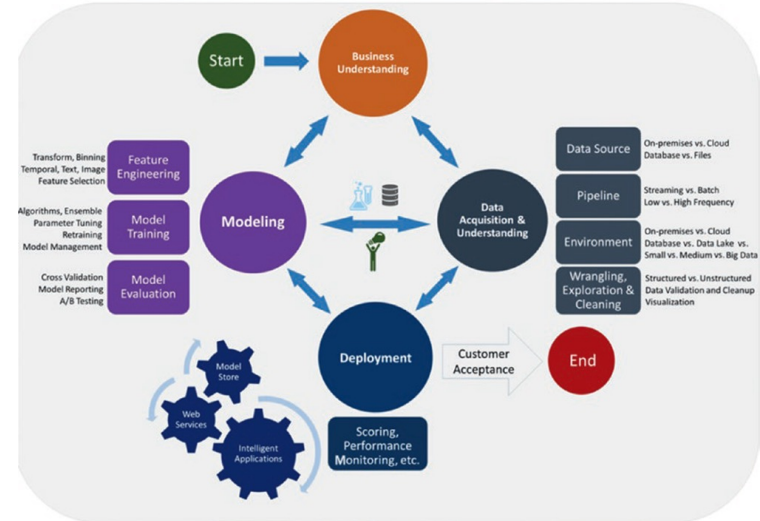 Start
Business
Understanding
Feature
Engineering
Transform, Binning
Temporal, Text, Image
Feature Selection
Model
Training
Algorithms, Ensemble
Parameter Tuning
Retraining
Model Management
Model
Evaluation
Cross Validation
Model Reporting
A/B Testing
Modeling
Data
Acquisition &
Understanding
Data Source
On-premises vs. Cloud
Database vs. Files
Pipeline
Streaming vs. Batch
Low vs. High Frequency
Environment
On-premises vs. Cloud
Database vs. Data Lake vs.
Small vs. Medium vs. Big Data
Wrangling,
Exploration &
Cleaning
Structured vs. Unstructured
Data Validation and Cleanup
Visualization
Deployment
Customer
Acceptance
End
Model
Store
Web
Services
Intelligent
Applications
Scoring,
Performance
Monitoring, etc.